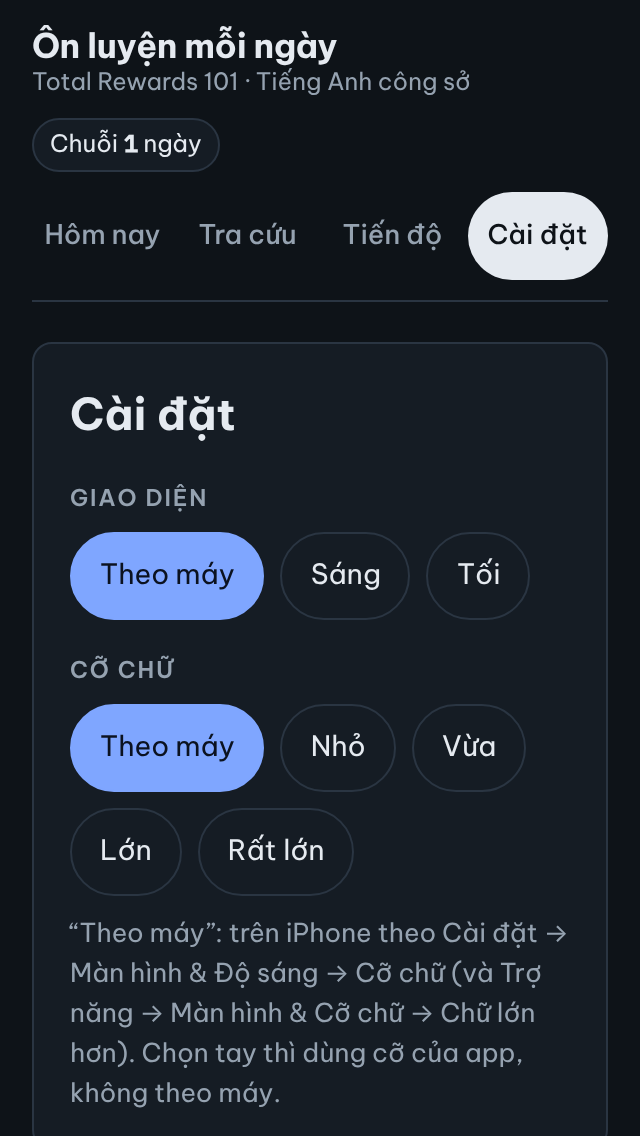 Ôn luyện mỗi ngày
Total Rewards 101 · Tiếng Anh công sở
Chuỗi 1 ngày
Hôm nay Tra cứu Tiến độ Cài đặt
Cài đặt
GIAO DIỆN
Theo máy Sáng Tối
CỠ CHỮ
Theo máy Nhỏ Vừa
Lớn Rất lớn
“Theo máy”: trên iPhone theo Cài đặt →
Màn hình & Độ sáng → Cỡ chữ (và Trợ
năng → Màn hình & Cỡ chữ → Chữ lớn
hơn). Chọn tay thì dùng cỡ của app,
không theo máy.